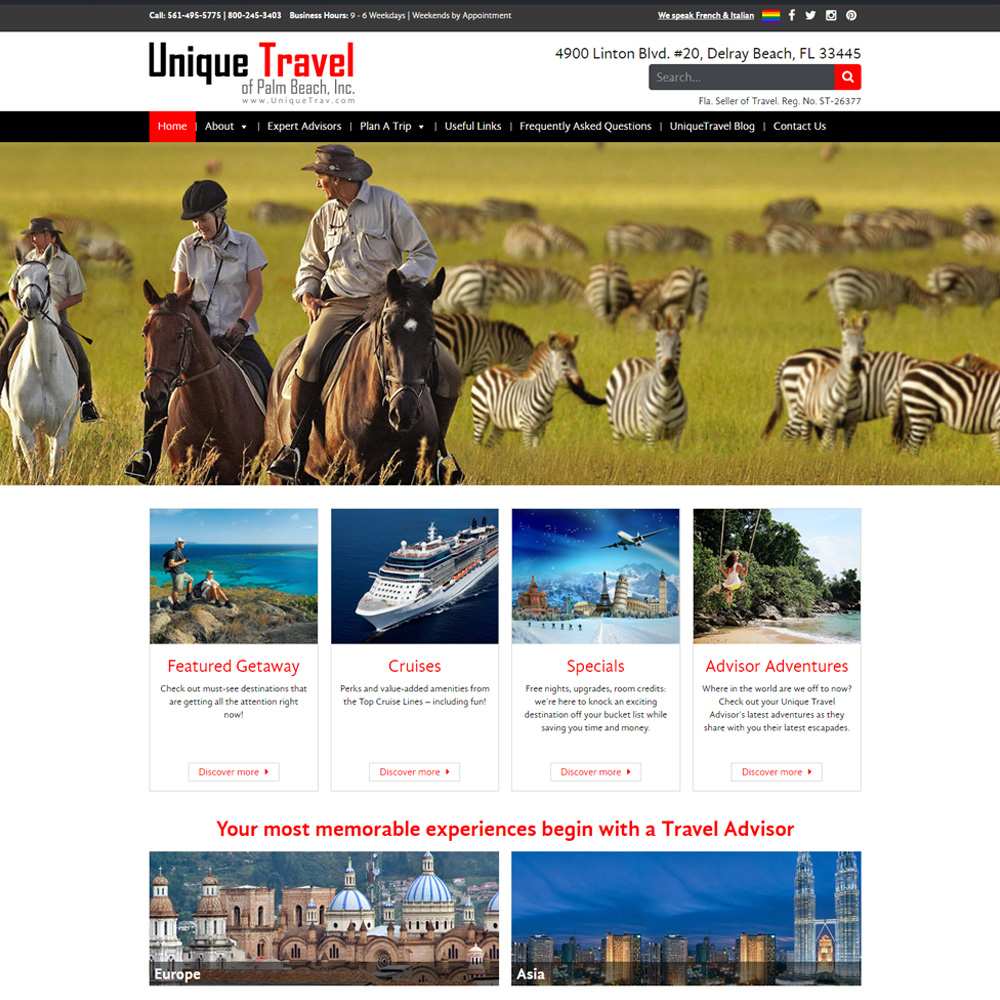 Call: 561-495-5775 | 800-245-3403 Business Hours: 9 - 6 Weekdays | Weekends by Appointment
We speak French & Italian
Unique Travel
of Palm Beach, Inc.
www.UniqueTrav.com
4900 Linton Blvd. #20, Delray Beach, FL 33445
Search...
Fla. Seller of Travel. Reg. No. ST-26377
Home | About | Expert Advisors | Plan A Trip | Useful Links | Frequently Asked Questions | UniqueTravel Blog | Contact Us
Featured Getaway
Check out must-see destinations that
are getting all the attention right
now!
Discover more
Cruises
Perks and value-added amenities from
the Top Cruise Lines – including fun!
Discover more
Specials
Free nights, upgrades, room credits:
we're here to knock an exciting
destination off your bucket list while
saving you time and money.
Discover more
Advisor Adventures
Where in the world are we off to now?
Check out your Unique Travel
Advisor's latest adventures as they
share with you their latest escapades.
Discover more
Your most memorable experiences begin with a Travel Advisor
Europe
Asia